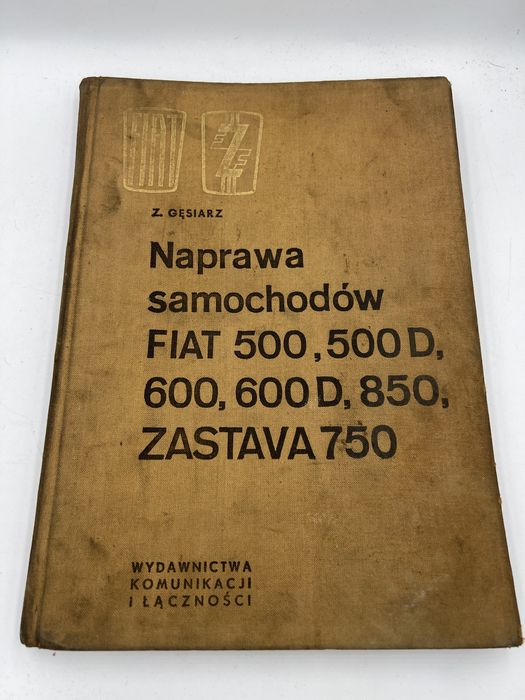 FIAT
Z. GĘSIARZ
Naprawa
samochodów
FIAT 500, 500 D,
600, 600 D, 850,
ZASTAVA 750
WYDAWNICTWA
KOMUNIKACJI
I ŁĄCZNOŚCI